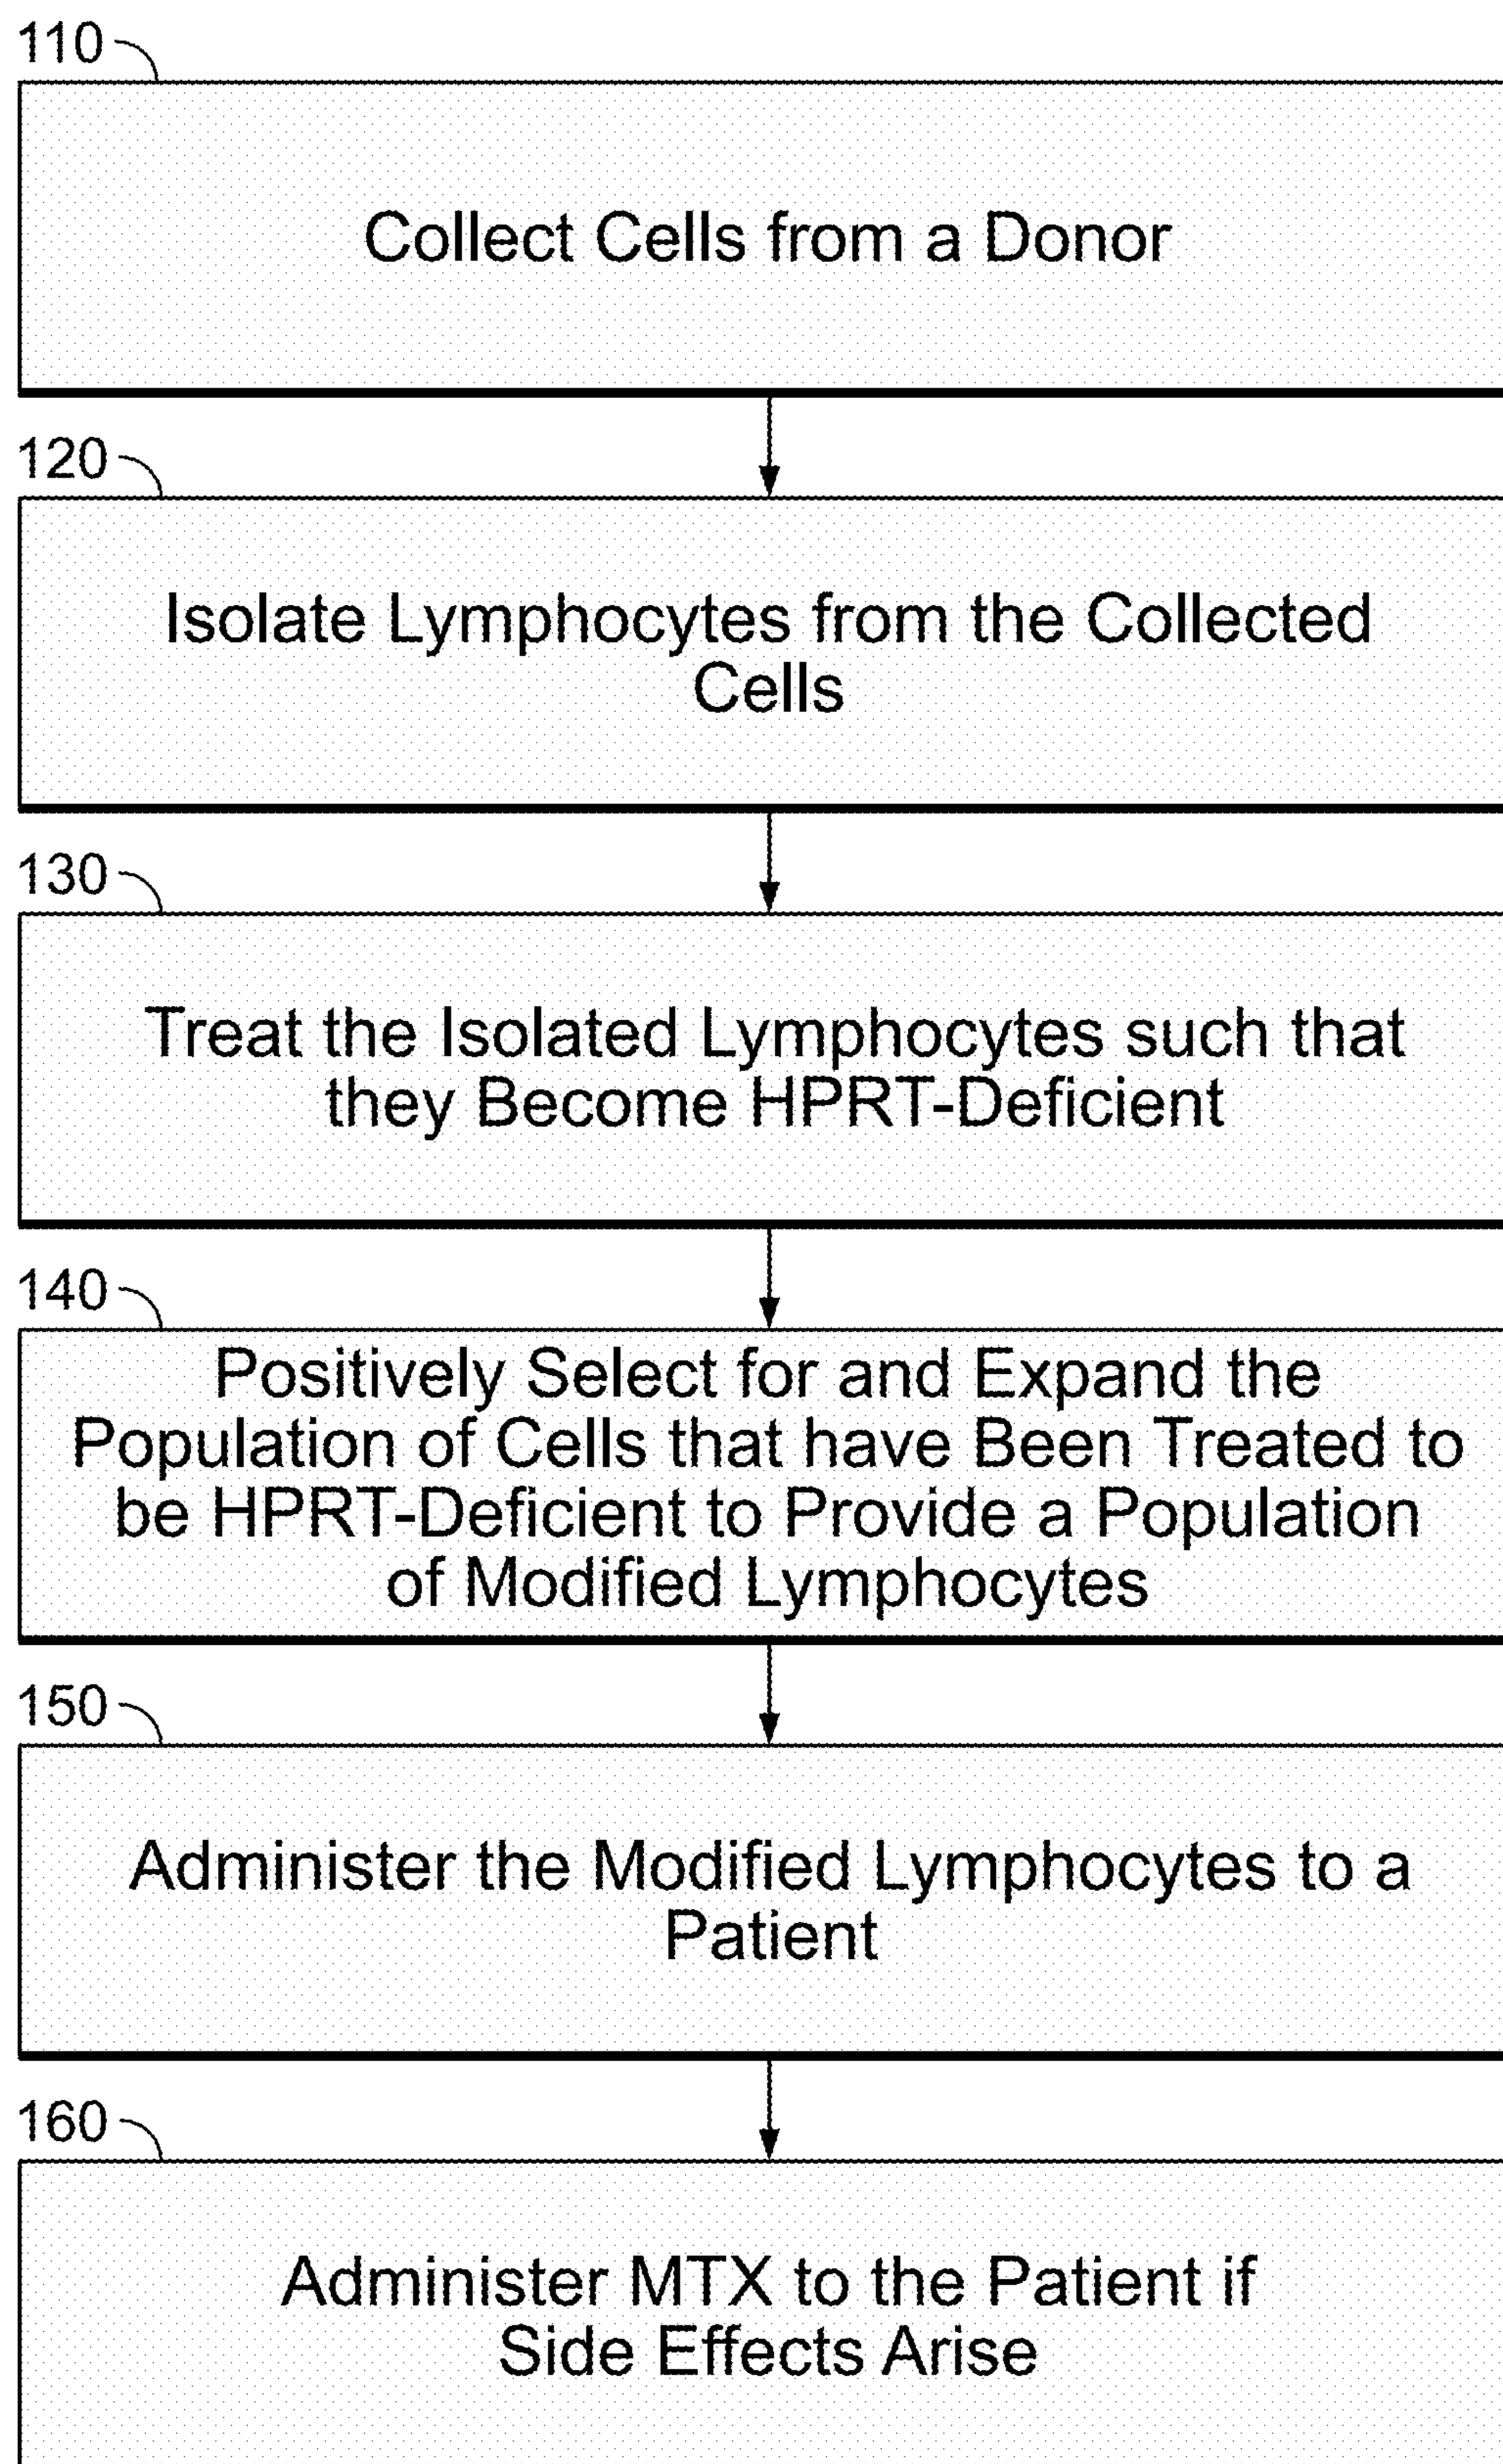 110
Collect Cells from a Donor
120
Isolate Lymphocytes from the Collected
Cells
130
Treat the Isolated Lymphocytes such that
they Become HPRT-Deficient
140
Positively Select for and Expand the
Population of Cells that have Been Treated to
be HPRT-Deficient to Provide a Population
of Modified Lymphocytes
150
Administer the Modified Lymphocytes to a
Patient
160
Administer MTX to the Patient if
Side Effects Arise